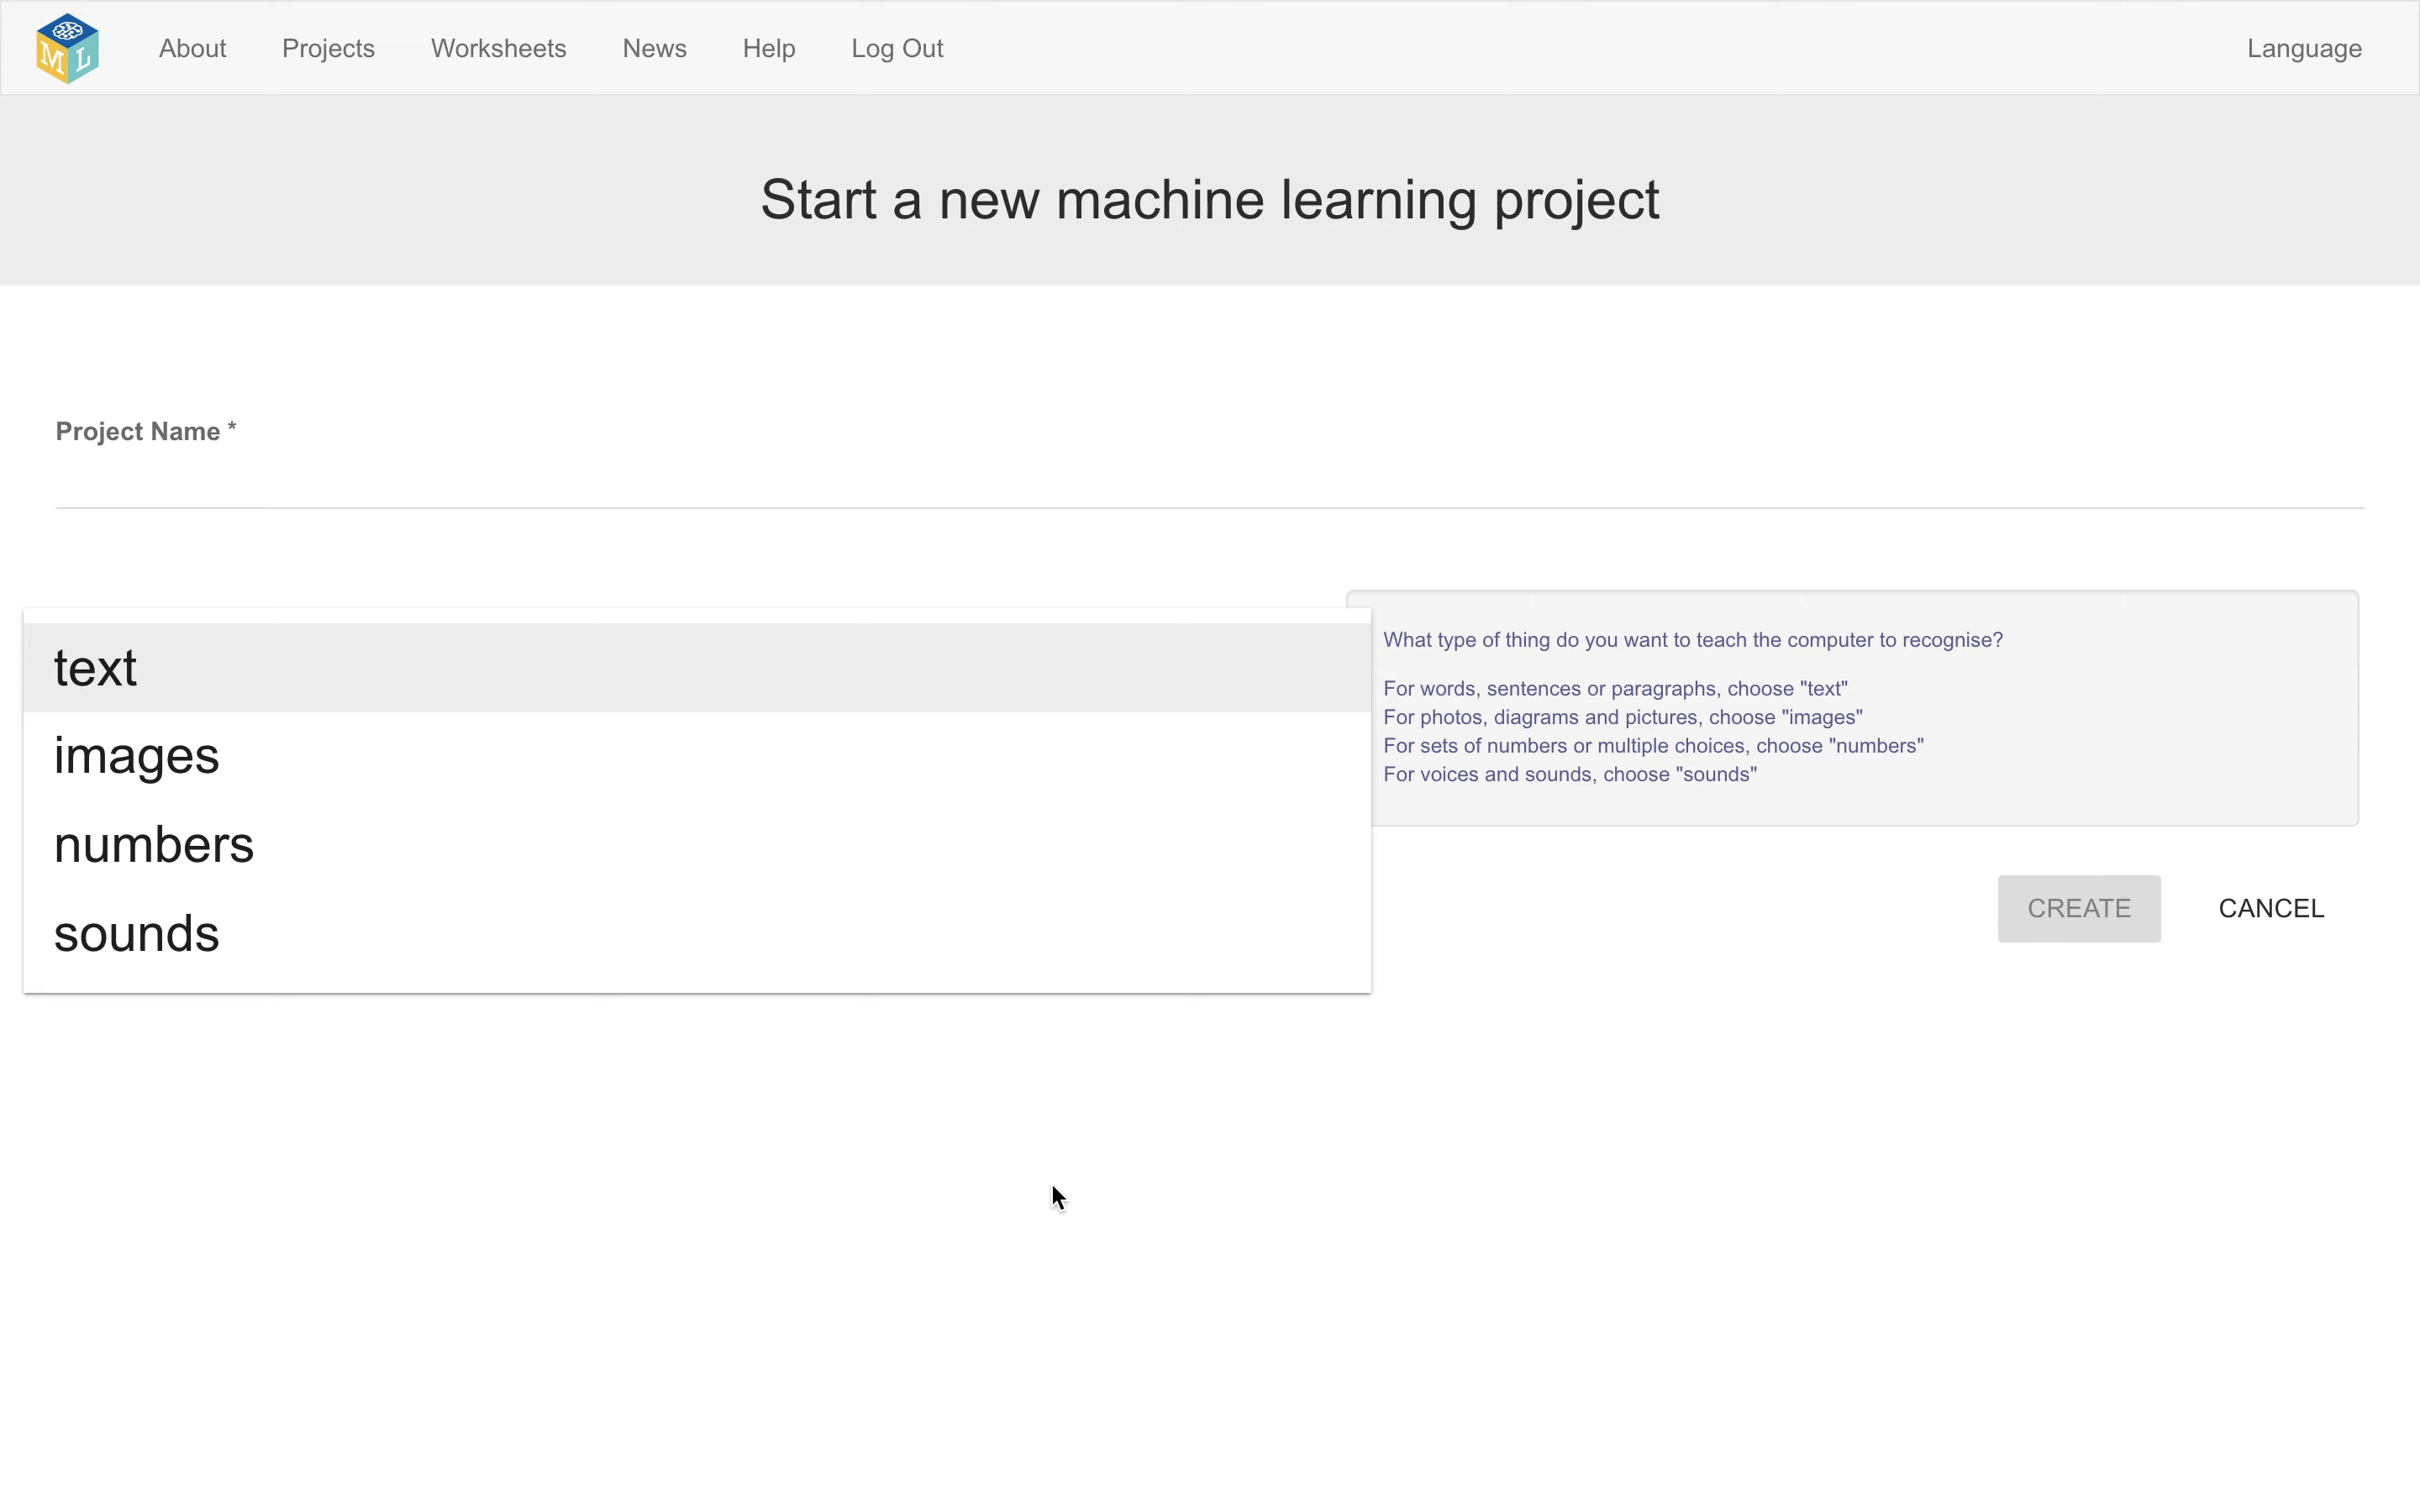 M L
About Projects Worksheets News Help Log Out Language
Start a new machine learning project
Project Name *
text
images
numbers
sounds
What type of thing do you want to teach the computer to recognise?
For words, sentences or paragraphs, choose "text"
For photos, diagrams and pictures, choose "images"
For sets of numbers or multiple choices, choose "numbers"
For voices and sounds, choose "sounds"
CREATE CANCEL